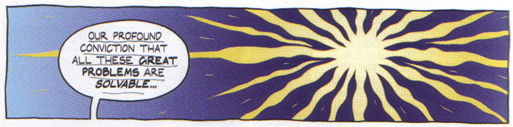 OUR PROFOUND
CONVICTION THAT
ALL THESE GREAT
PROBLEMS ARE
SOLVABLE...